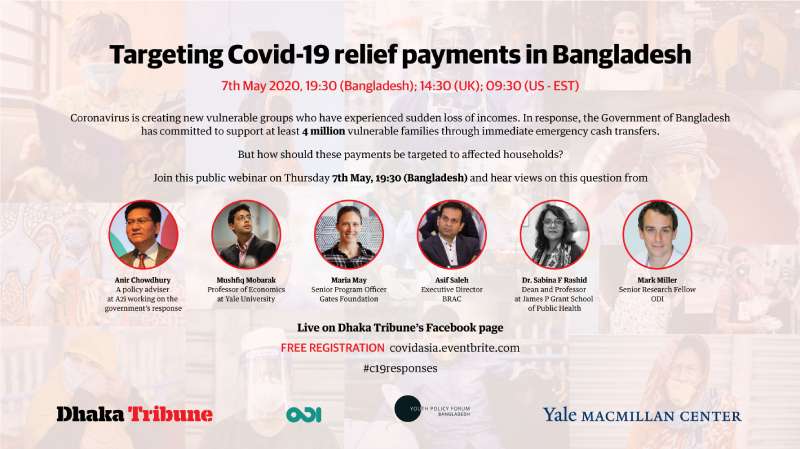 Targeting Covid-19 relief payments in Bangladesh
7th May 2020, 19:30 (Bangladesh); 14:30 (UK); 09:30 (US - EST)
Coronavirus is creating new vulnerable groups who have experienced sudden loss of incomes. In response, the Government of Bangladesh
has committed to support at least 4 million vulnerable families through immediate emergency cash transfers.
But how should these payments be targeted to affected households?
Join this public webinar on Thursday 7th May, 19:30 (Bangladesh) and hear views on this question from
Anir Chowdhury
A policy adviser
at A2i working on the
government's response
Mushfiq Mobarak
Professor of Economics
at Yale University
Maria May
Senior Program Officer
Gates Foundation
Asif Saleh
Executive Director
BRAC
Dr. Sabina F Rashid
Dean and Professor
at James P Grant School
of Public Health
Mark Miller
Senior Research Fellow
ODI
Live on Dhaka Tribune's Facebook page
FREE REGISTRATION covidasia.eventbrite.com
#c19responses
Dhaka Tribune
ODI
YOUTH POLICY FORUM
BANGLADESH
Yale MACMILLAN CENTER